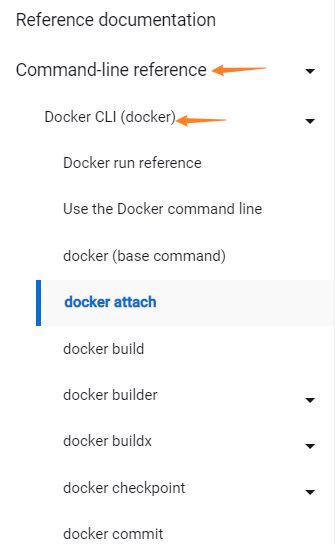 Reference documentation
Command-line reference
Docker CLI (docker)
Docker run reference
Use the Docker command line
docker (base command)
docker attach
docker build
docker builder
docker buildx
docker checkpoint
docker commit